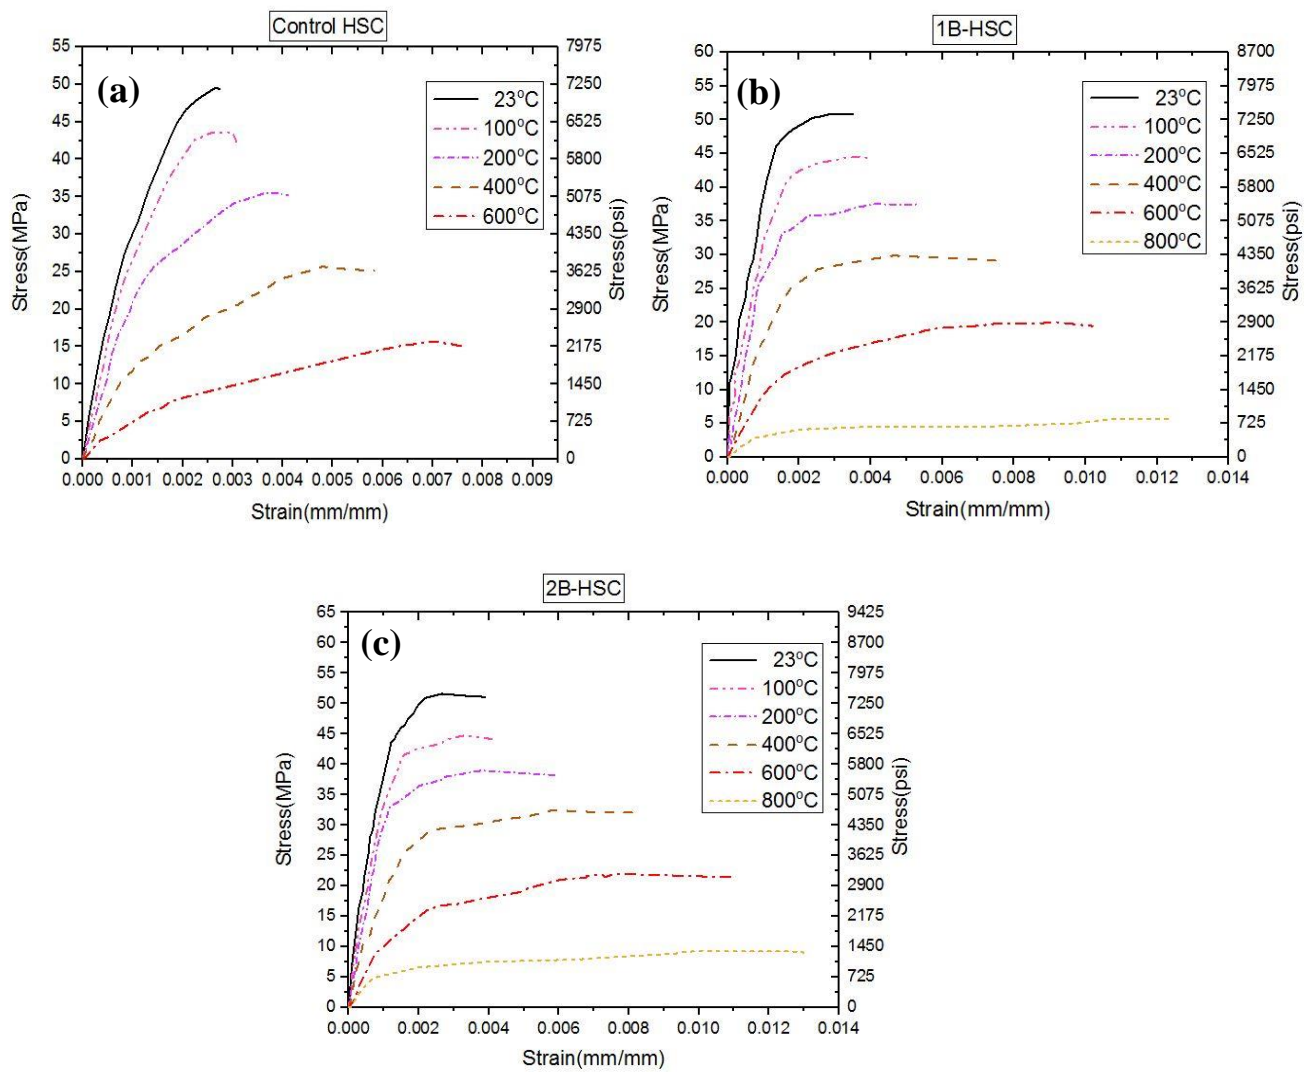 Control HSC
(a)
55
50
45
40
35
30
25
20
15
10
5
0
7975
7250
6525
5800
5075
4350
3625
2900
2175
1450
725
0
23°C
100°C
200°C
400°C
600°C
Stress(MPa)
Stress(psi)
0.000 0.001 0.002 0.003 0.004 0.005 0.006 0.007 0.008 0.009
Strain(mm/mm)
1B-HSC
(b)
60
55
50
45
40
35
30
25
20
15
10
5
0
8700
7975
7250
6525
5800
5075
4350
3625
2900
2175
1450
725
0
23°C
100°C
200°C
400°C
600°C
800°C
Stress(MPa)
Stress(psi)
0.000 0.002 0.004 0.006 0.008 0.010 0.012 0.014
Strain(mm/mm)
2B-HSC
(c)
65
60
55
50
45
40
35
30
25
20
15
10
5
0
9425
8700
7975
7250
6525
5800
5075
4350
3625
2900
2175
1450
725
0
23°C
100°C
200°C
400°C
600°C
800°C
Stress(MPa)
Stress(psi)
0.000 0.002 0.004 0.006 0.008 0.010 0.012 0.014
Strain(mm/mm)